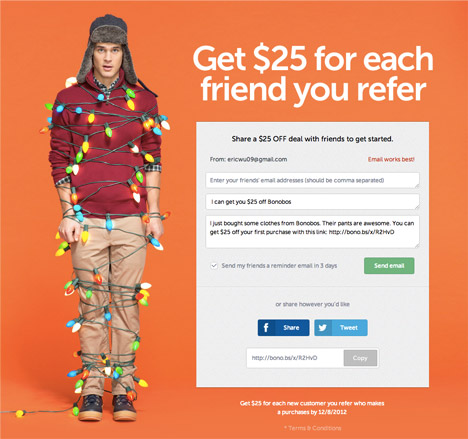 Get $25 for each
friend you refer
Share a $25 OFF deal with friends to get started.
From: ericwu09@gmail.com
Email works best!
Enter your friends' email addresses (should be comma separated)
I can get you $25 off Bonobos
I just bought some clothes from Bonobos. Their pants are awesome. You can
get $25 off your first purchase with this link: http://bono.bs/x/R2HvD
Send my friends a reminder email in 3 days
Send email
or share however you'd like
f Share
Tweet
http://bono.bs/x/R2HvD
Copy
Get $25 for each new customer you refer who makes
a purchases by 12/8/2012
* Terms & Conditions